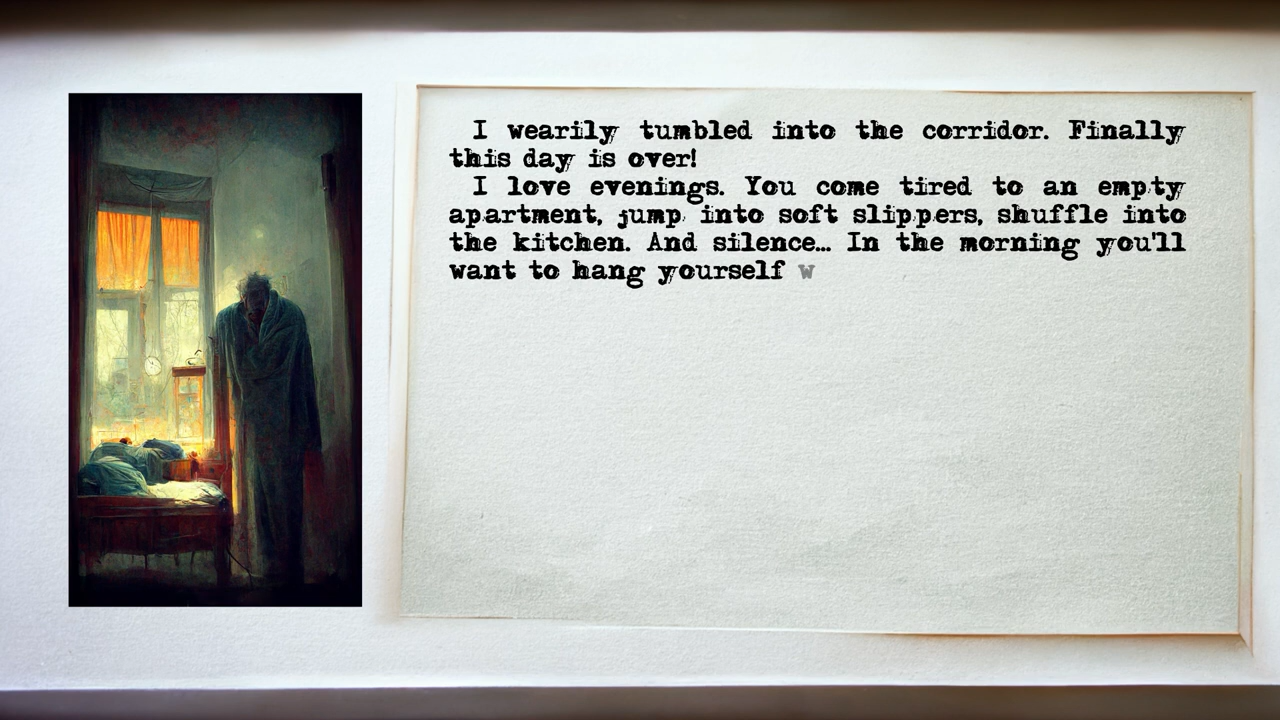 I wearily tumbled into the corridor. Finally
this day is over!
I love evenings. You come tired to an empty
apartment, jump into soft slippers, shuffle into
the kitchen. And silence… In the morning you'll
want to hang yourself w